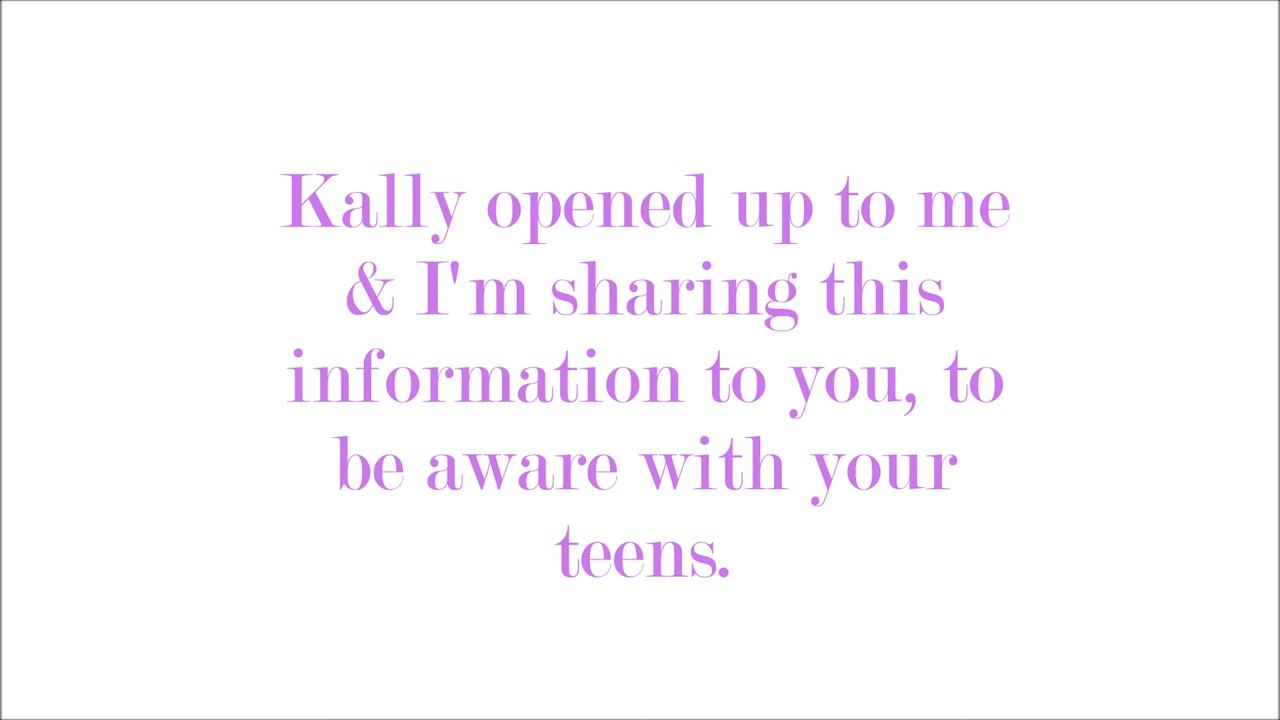 Kally opened up to me
& I'm sharing this
information to you, to
be aware with your
teens.